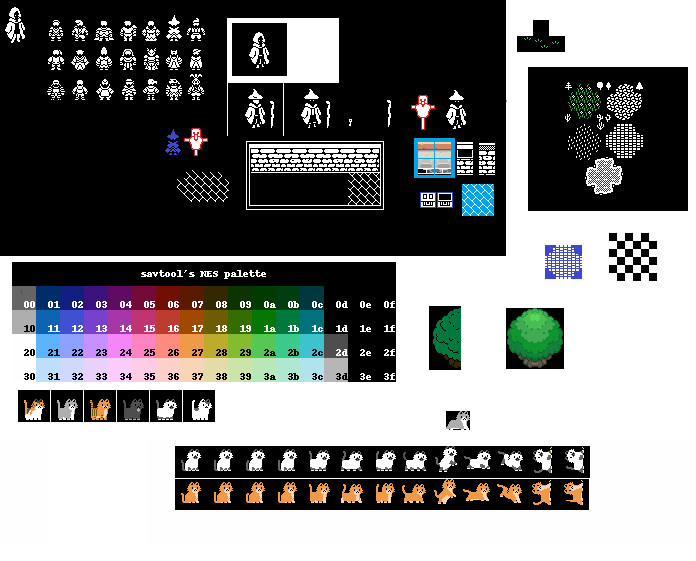 savtool's NES palette
00 01 02 03 04 05 06 07 08 09 0a 0b 0c 0d 0e 0f
10 11 12 13 14 15 16 17 18 19 1a 1b 1c 1d 1e 1f
20 21 22 23 24 25 26 27 28 29 2a 2b 2c 2d 2e 2f
30 31 32 33 34 35 36 37 38 39 3a 3b 3c 3d 3e 3f